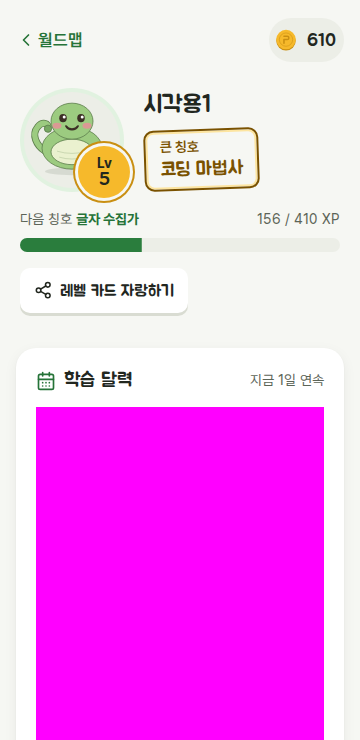 월드맵
610
시각용1
큰 칭호
코딩 마법사
Lv
5
다음 칭호 글자 수집가
156 / 410 XP
레벨 카드 자랑하기
학습 달력
지금 1일 연속